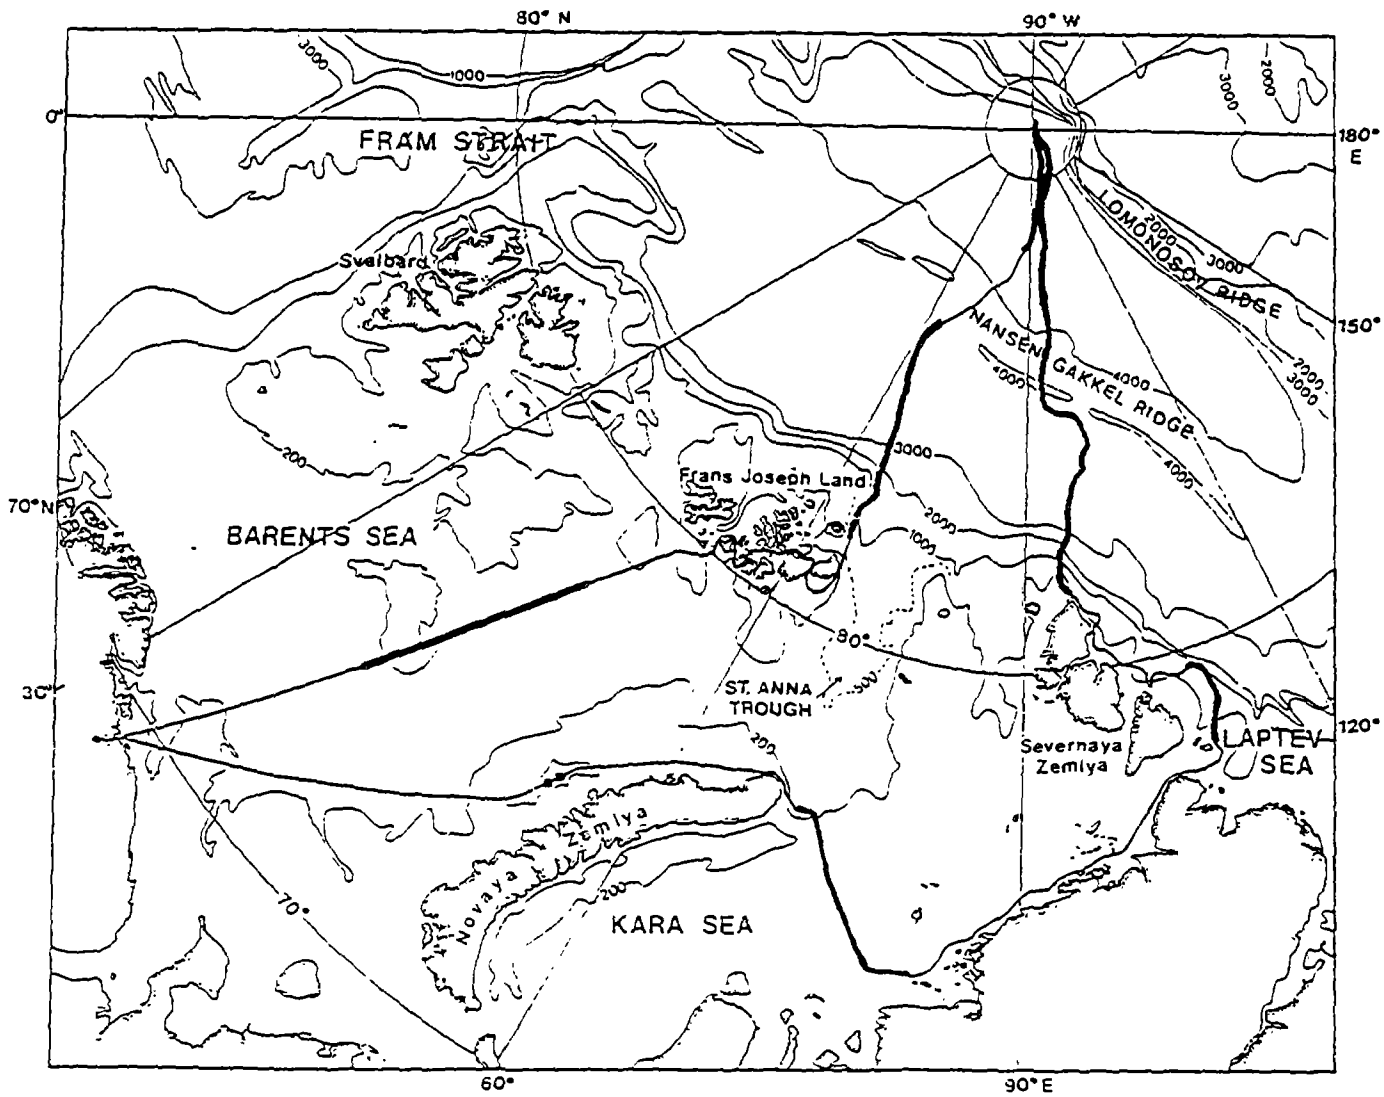 80° N
90° W
3000
1000
3000
2000
0°
FRAM STRAIT
180°
E
LOMONOSOV RIDGE
2000
3000
Svalbard
150°
NANSEN GAKKEL RIDGE
4000
4000
2000
3000
200
3000
4000
Frans Joseph Land
70° N
BARENTS SEA
2000
1000
80°
30°
ST. ANNA
TROUGH
500
200
Severnaya
Zemlya
120°
LAPTEV
SEA
Novaya Zemlya
200
70°
KARA SEA
60°
90°E